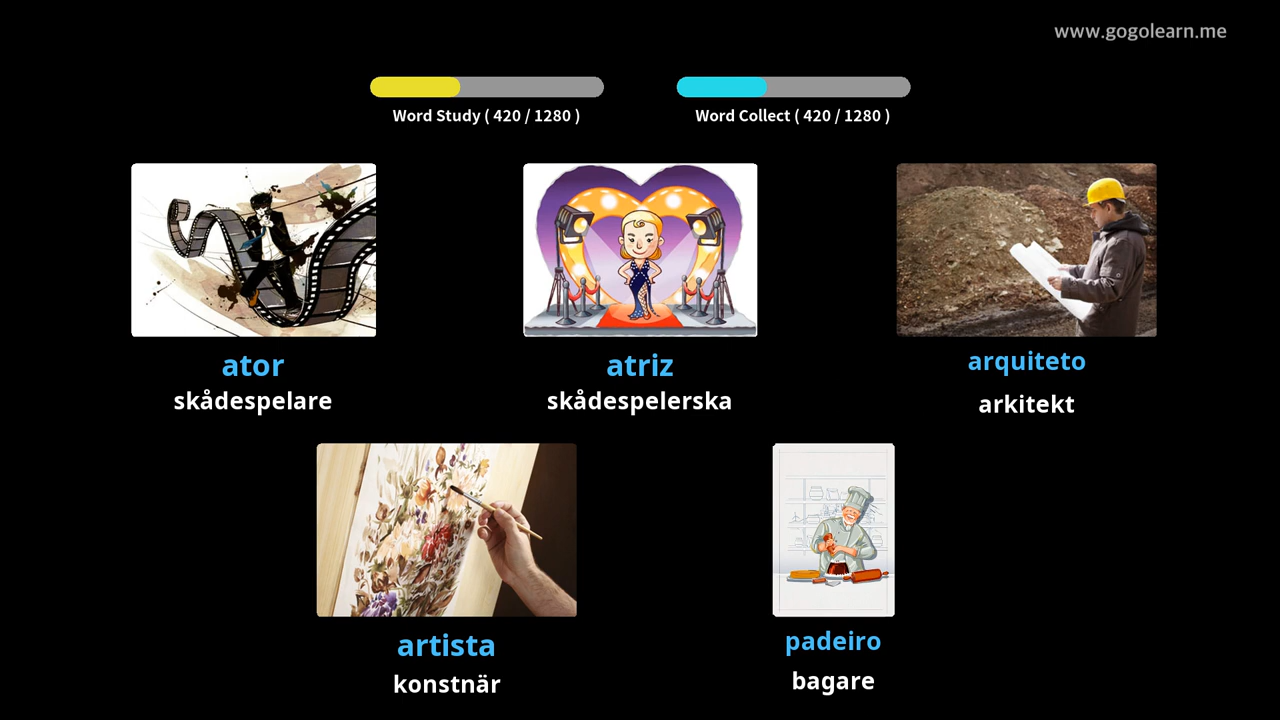 www.gogolearn.me
Word Study ( 420 / 1280 )
Word Collect ( 420 / 1280 )
ator
skådespelare
atriz
skådespelerska
arquiteto
arkitekt
artista
konstnär
padeiro
bagare